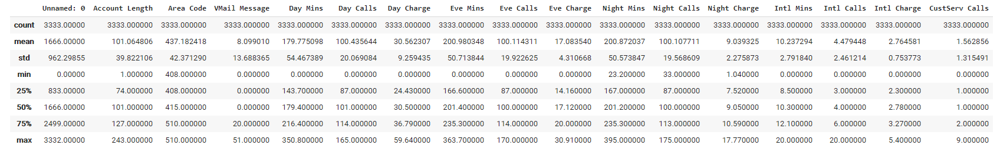 Unnamed: 0 Account Length Area Code VMail Message Day Mins Day Calls Day Charge Eve Mins Eve Calls Eve Charge Night Mins Night Calls Night Charge Intl Mins Intl Calls Intl Charge CustServ Calls
count 3333.00000 3333.000000 3333.000000 3333.000000 3333.000000 3333.000000 3333.000000 3333.000000 3333.000000 3333.000000 3333.000000 3333.000000 3333.000000 3333.000000 3333.000000 3333.000000 3333.000000
mean 1666.00000 101.064806 437.182418 8.099010 179.775098 100.435644 30.562307 200.980348 100.114311 17.083540 200.872037 100.107711 9.039325 10.237294 4.479448 2.764581 1.562856
std 962.29855 39.822106 42.371290 13.688365 54.467389 20.069084 9.259435 50.713844 19.922625 4.310668 50.573847 19.568609 2.275873 2.791840 2.461214 0.753773 1.315491
min 0.00000 1.000000 408.000000 0.000000 0.000000 0.000000 0.000000 0.000000 0.000000 0.000000 23.200000 33.000000 1.040000 0.000000 0.000000 0.000000 0.000000
25% 833.00000 74.000000 408.000000 0.000000 143.700000 87.000000 24.430000 166.600000 87.000000 14.160000 167.000000 87.000000 7.520000 8.500000 3.000000 2.300000 1.000000
50% 1666.00000 101.000000 415.000000 0.000000 179.400000 101.000000 30.500000 201.400000 100.000000 17.120000 201.200000 100.000000 9.050000 10.300000 4.000000 2.780000 1.000000
75% 2499.00000 127.000000 510.000000 20.000000 216.400000 114.000000 36.790000 235.300000 114.000000 20.000000 235.300000 113.000000 10.590000 12.100000 6.000000 3.270000 2.000000
max 3332.00000 243.000000 510.000000 51.000000 350.800000 165.000000 59.640000 363.700000 170.000000 30.910000 395.000000 175.000000 17.770000 20.000000 20.000000 5.400000 9.000000